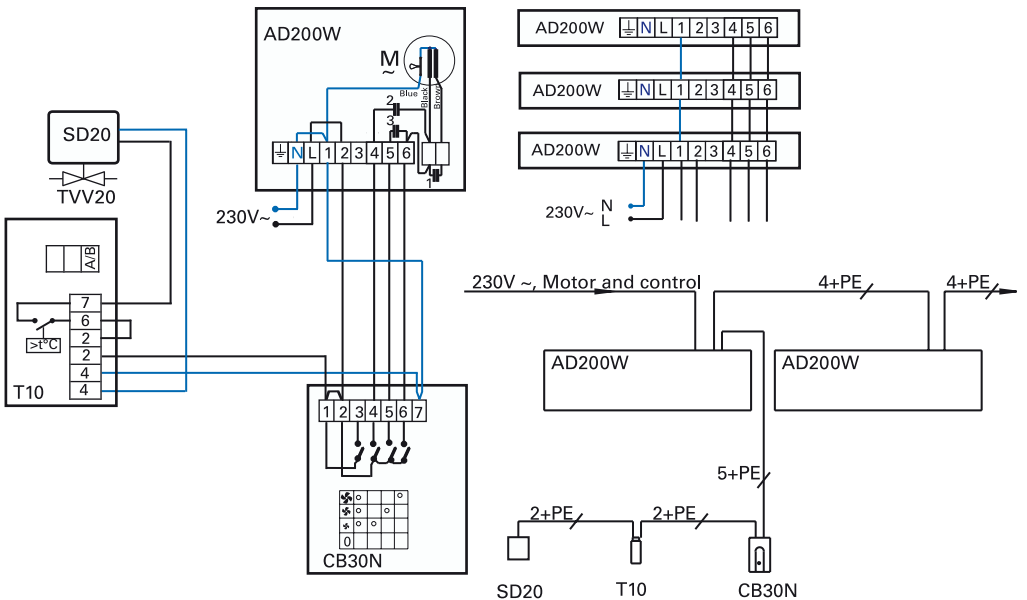 AD200W
M
~
Blue
Black
Brown
2
3
⏚ N L 1 2 3 4 5 6
1
230V~
SD20
TVV20
A/B
7
6
2
2
4
4
>t°C
T10
1 2 3 4 5 6 7
0
CB30N
AD200W ⏚ N L 1 2 3 4 5 6
AD200W ⏚ N L 1 2 3 4 5 6
AD200W ⏚ N L 1 2 3 4 5 6
230V~ N
L
230V ~, Motor and control
4+PE
4+PE
AD200W
AD200W
5+PE
2+PE
2+PE
SD20
T10
CB30N